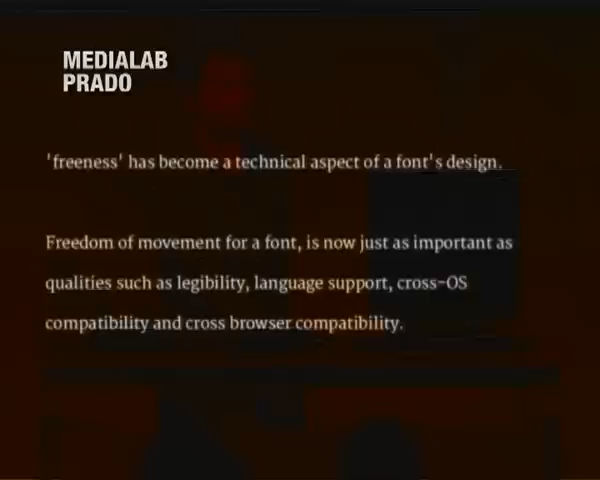 MEDIALAB
PRADO
'freeness' has become a technical aspect of a font's design.
Freedom of movement for a font, is now just as important as
qualities such as legibility, language support, cross-OS
compatibility and cross browser compatibility.